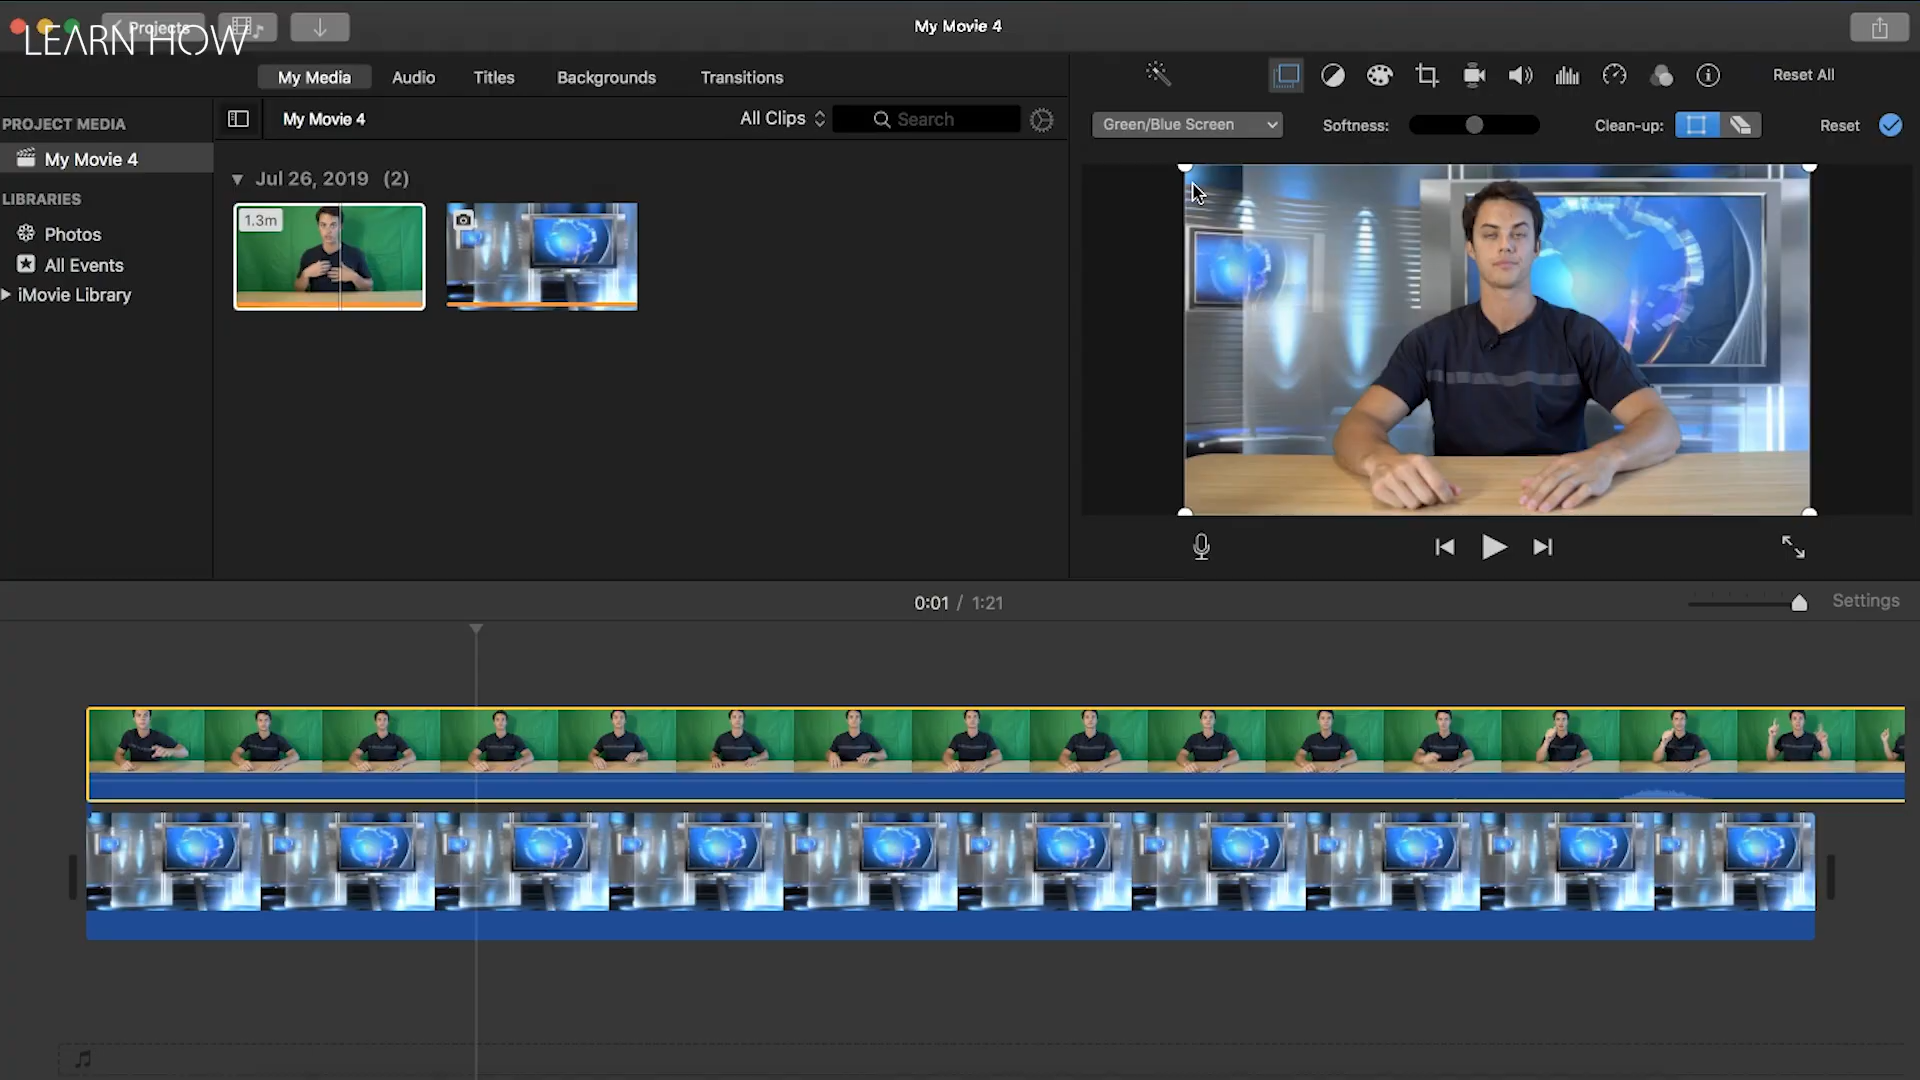 Projects
LEARN HOW
My Movie 4
My Media
Audio
Titles
Backgrounds
Transitions
Reset All
PROJECT MEDIA
My Movie 4
My Movie 4
All Clips
Search
Green/Blue Screen
Softness:
Clean-up:
Reset
LIBRARIES
Photos
All Events
iMovie Library
Jul 26, 2019 (2)
1.3m
0:01 / 1:21
Settings